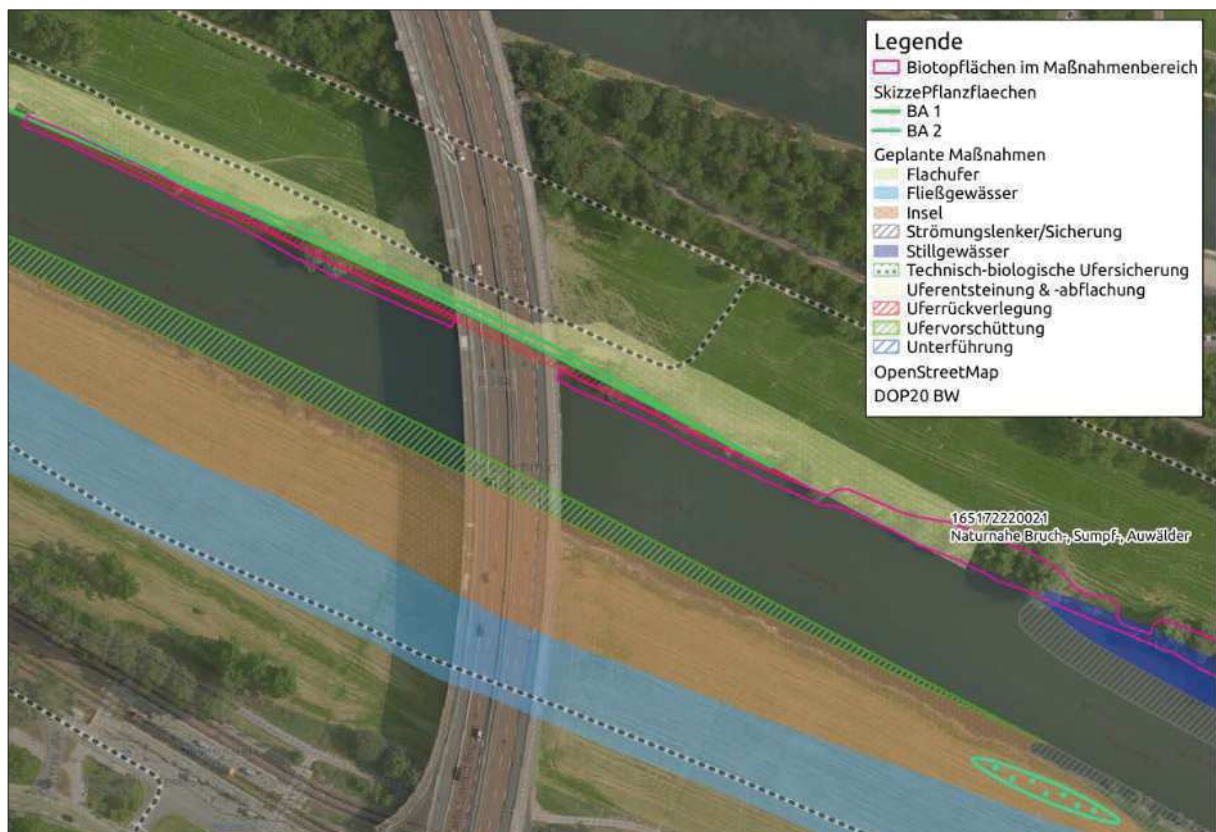 Legende
Biotopflächen im Maßnahmenbereich
SkizzePflanzflaechen
BA 1
BA 2
Geplante Maßnahmen
Flachufer
Fließgewässer
Insel
Strömungslenker/Sicherung
Stillgewässer
Technisch-biologische Ufersicherung
Uferentsteinung & -abflachung
Uferrückverlegung
Ufervorschüttung
Unterführung
OpenStreetMap
DOP20 BW
165172220021
Naturnahe Bruch-, Sumpf-, Auwälder